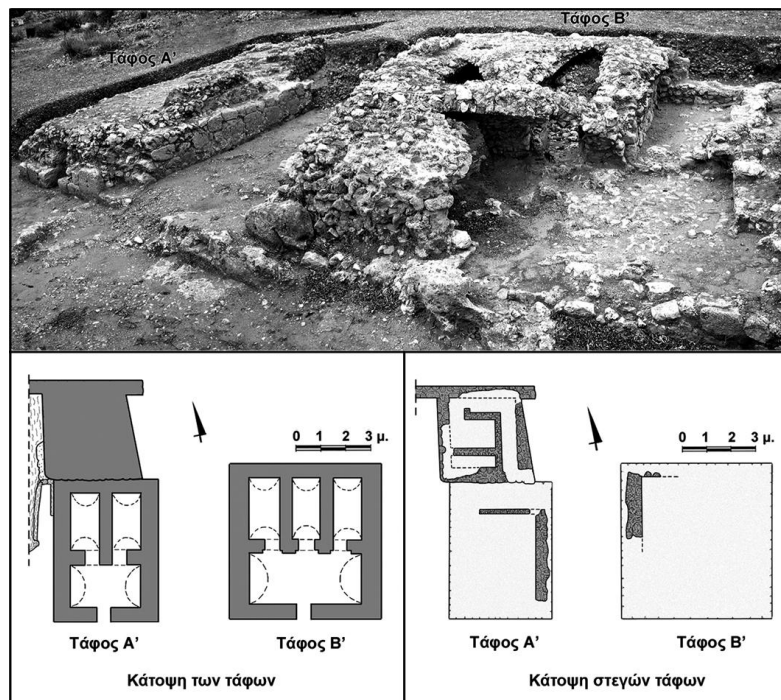 Τάφος Α'
Τάφος Β'
0 1 2 3 μ.
Τάφος Α'
Τάφος Β'
Κάτοψη των τάφων
0 1 2 3 μ.
Τάφος Α'
Τάφος Β'
Κάτοψη στεγών τάφων